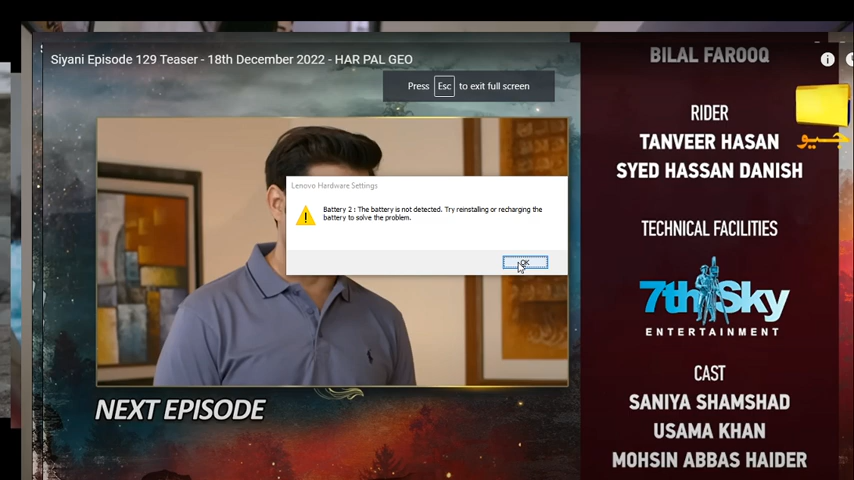 Siyani Episode 129 Teaser - 18th December 2022 - HAR PAL GEO
Press Esc to exit full screen
Lenovo Hardware Settings
Battery 2 : The battery is not detected. Try reinstalling or recharging the
battery to solve the problem.
OK
NEXT EPISODE
BILAL FAROOQ
RIDER
TANVEER HASAN
SYED HASSAN DANISH
TECHNICAL FACILITIES
7th Sky
ENTERTAINMENT
CAST
SANIYA SHAMSHAD
USAMA KHAN
MOHSIN ABBAS HAIDER
جیو